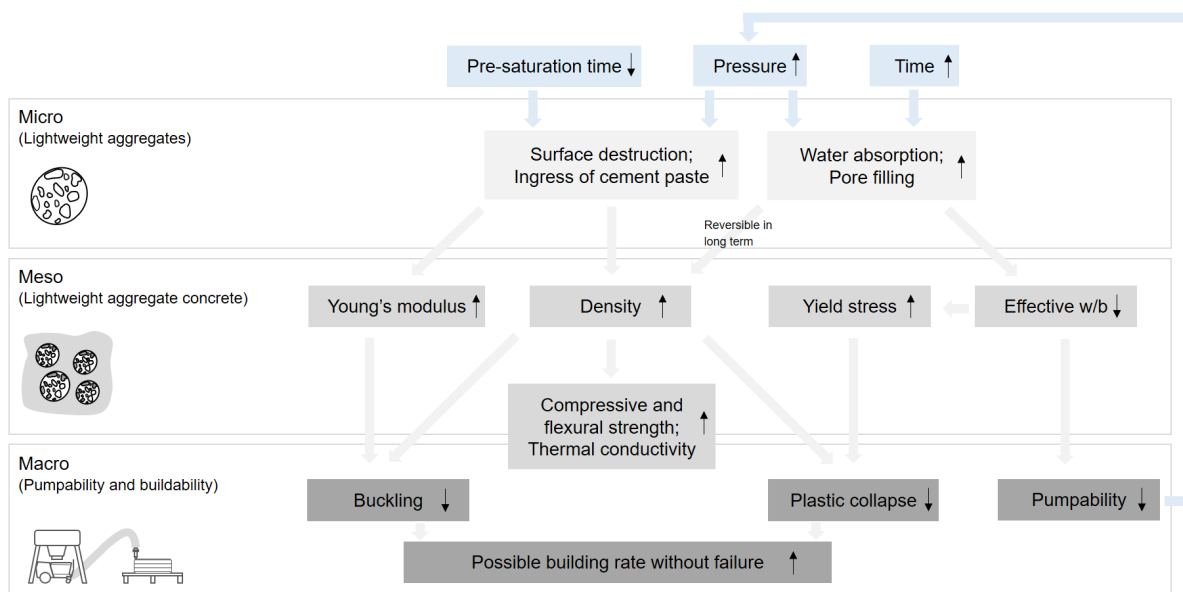 Pre-saturation time ↓
Pressure ↑
Time ↑
Micro
(Lightweight aggregates)
Surface destruction;
Ingress of cement paste ↑
Water absorption;
Pore filling ↑
Reversible in
long term
Meso
(Lightweight aggregate concrete)
Young’s modulus ↑
Density ↑
Yield stress ↑
Effective w/b ↓
Compressive and
flexural strength;
Thermal conductivity ↑
Macro
(Pumpability and buildability)
Buckling ↓
Plastic collapse ↓
Pumpability ↓
Possible building rate without failure ↑